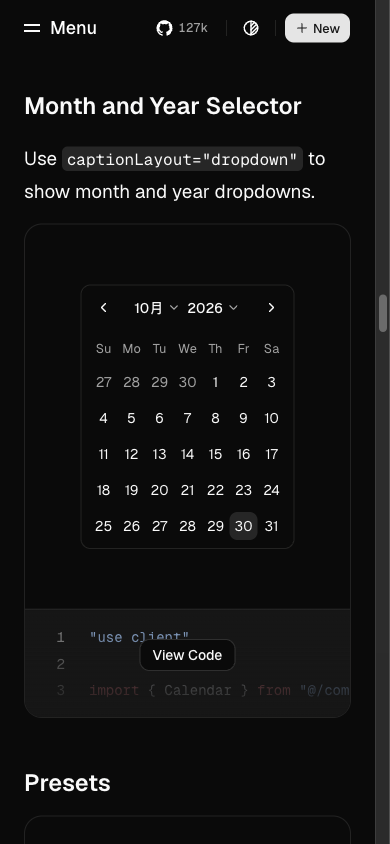 Menu 127k + New
Month and Year Selector
Use captionLayout="dropdown" to
show month and year dropdowns.
10月 2026
Su Mo Tu We Th Fr Sa
27 28 29 30 1 2 3
4 5 6 7 8 9 10
11 12 13 14 15 16 17
18 19 20 21 22 23 24
25 26 27 28 29 30 31
1 "use client"
2
View Code
3 import { Calendar } from "@/com
Presets